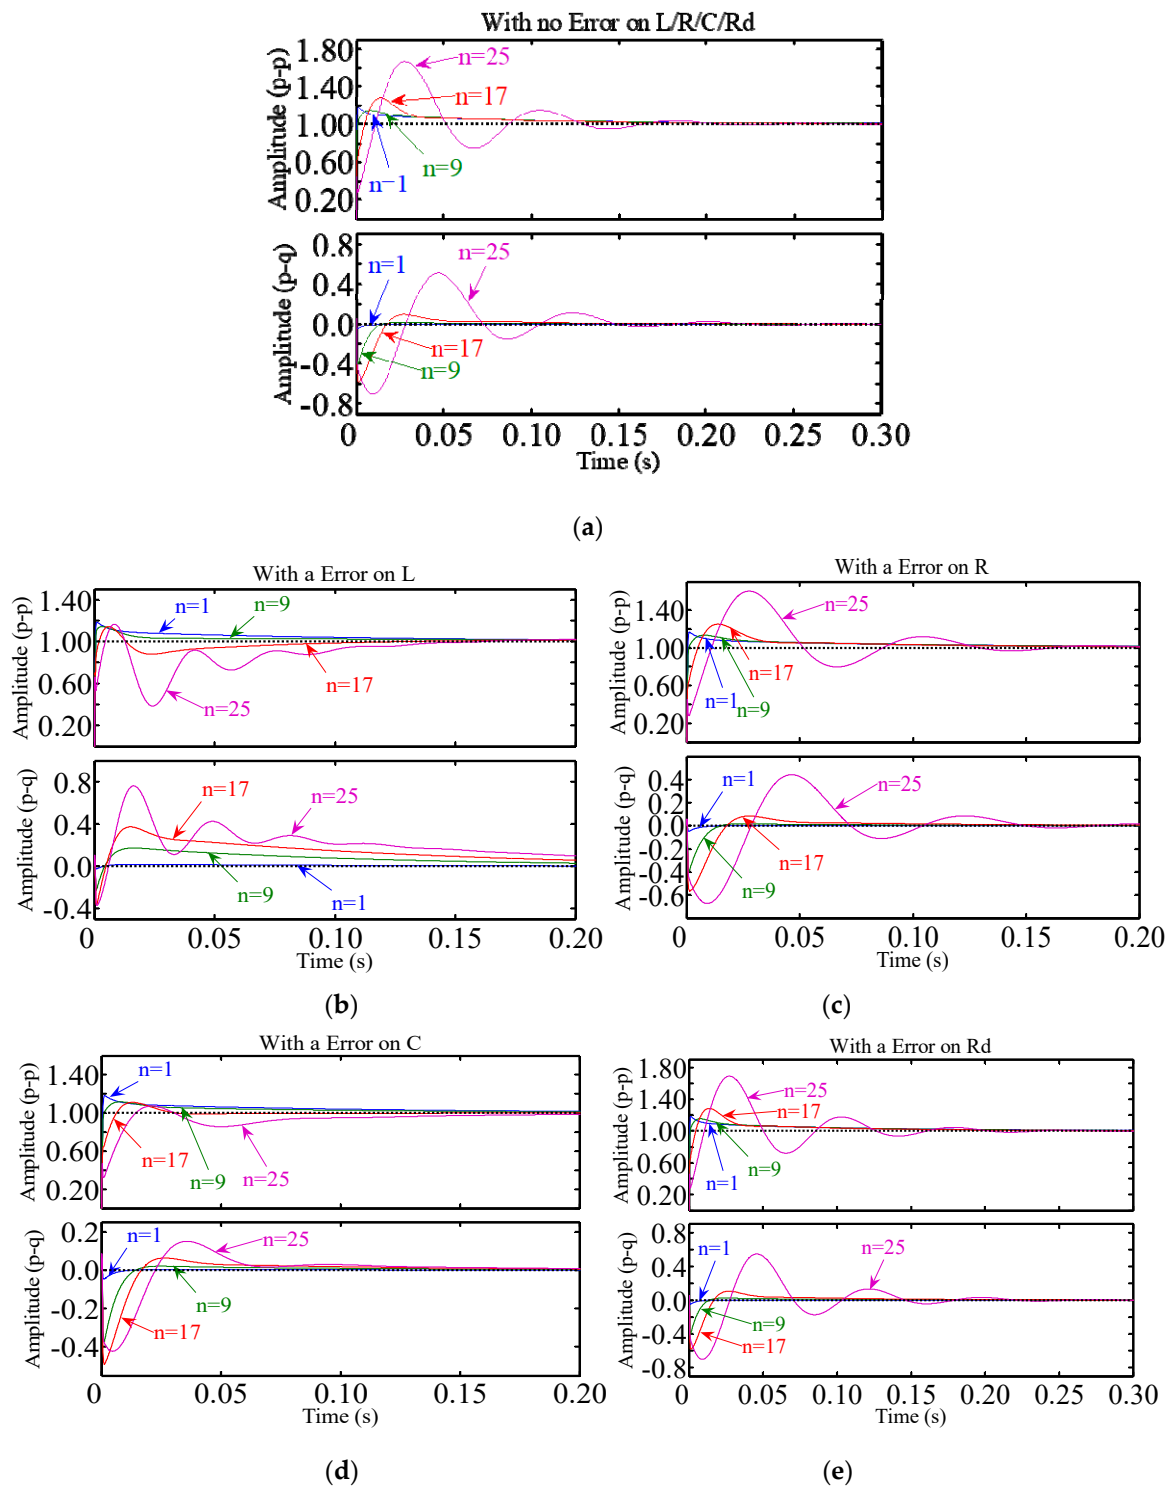 With no Error on L/R/C/Rd
Amplitude (p-p)
1.80
1.40
1.00
0.60
0.20
n=25
n=17
n=9
n=1
Amplitude (p-q)
0.8
0.4
0.0
-0.4
-0.8
n=1
n=25
n=17
n=9
0 0.05 0.10 0.15 0.20 0.25 0.30
Time (s)
(a)
With a Error on L
Amplitude (p-p)
1.40
1.00
0.60
0.20
n=1
n=9
n=17
n=25
Amplitude (p-q)
0.8
0.4
0.0
-0.4
n=17
n=25
n=9
n=1
0 0.05 0.10 0.15 0.20
Time (s)
(b)
With a Error on R
Amplitude (p-p)
1.40
1.00
0.60
0.20
n=25
n=17
n=1
n=9
Amplitude (p-q)
0.4
0.2
0.0
-0.2
-0.4
-0.6
n=1
n=25
n=17
n=9
0 0.05 0.10 0.15 0.20
Time (s)
(c)
With a Error on C
Amplitude (p-p)
1.40
1.00
0.60
0.20
n=1
n=17
n=9
n=25
Amplitude (p-q)
0.2
0.0
-0.2
-0.4
n=1
n=25
n=9
n=17
0 0.05 0.10 0.15 0.20
Time (s)
(d)
With a Error on Rd
Amplitude (p-p)
1.80
1.40
1.00
0.60
0.20
n=25
n=17
n=9
n=1
Amplitude (p-q)
0.8
0.4
0.0
-0.4
-0.8
n=1
n=25
n=9
n=17
0 0.05 0.10 0.15 0.20 0.25 0.30
Time (s)
(e)